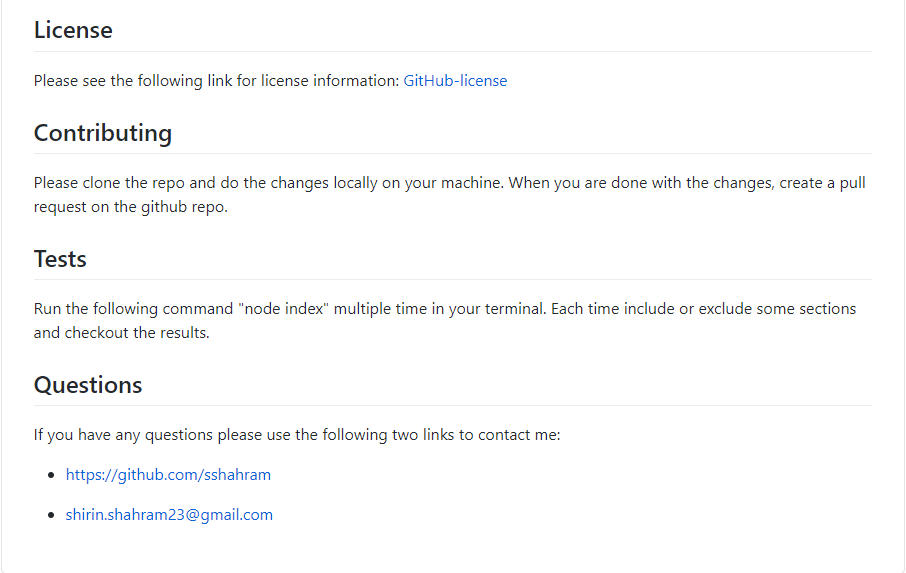 License
Please see the following link for license information: GitHub-license
Contributing
Please clone the repo and do the changes locally on your machine. When you are done with the changes, create a pull
request on the github repo.
Tests
Run the following command "node index" multiple time in your terminal. Each time include or exclude some sections
and checkout the results.
Questions
If you have any questions please use the following two links to contact me:
https://github.com/sshahram
shirin.shahram23@gmail.com